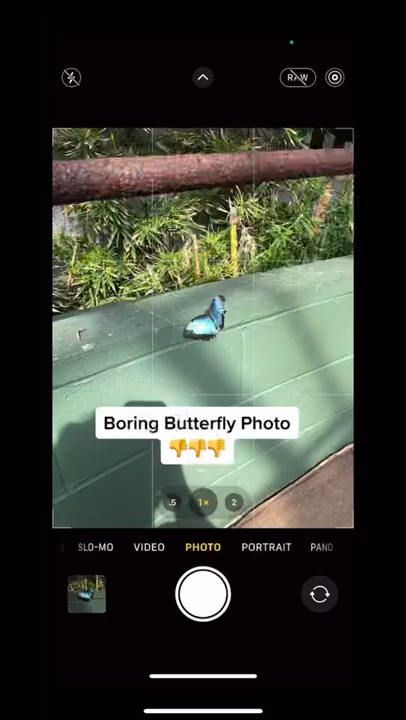 RAW
Boring Butterfly Photo
👎👎👎
.5 1× 2
SLO-MO VIDEO PHOTO PORTRAIT PANO